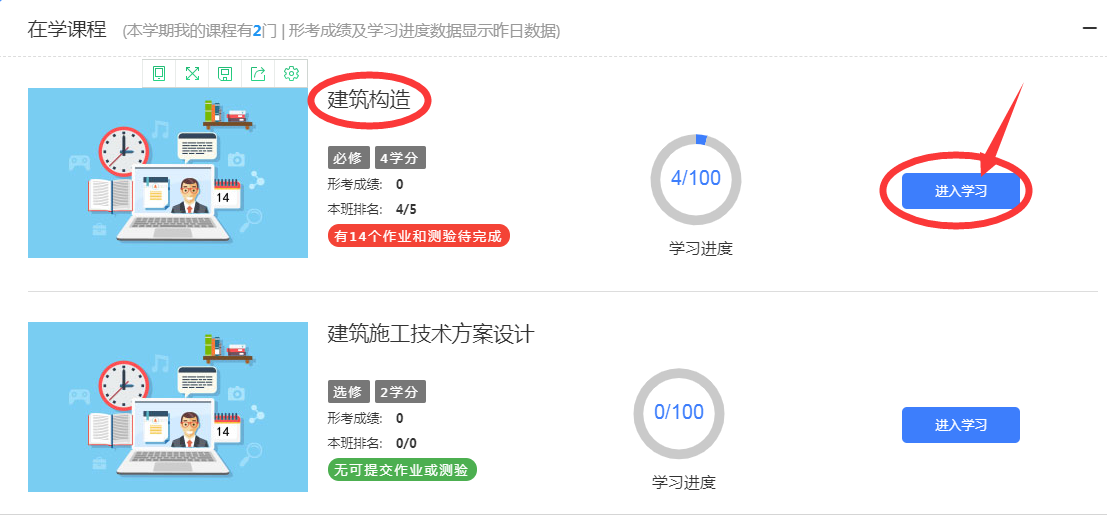 在学课程 (本学期我的课程有2门 | 形考成绩及学习进度数据显示昨日数据)
建筑构造
必修 4学分
形考成绩: 0
本班排名: 4/5
有14个作业和测验待完成
14
4/100
学习进度
进入学习
建筑施工技术方案设计
选修 2学分
形考成绩: 0
本班排名: 0/0
无可提交作业或测验
14
0/100
学习进度
进入学习